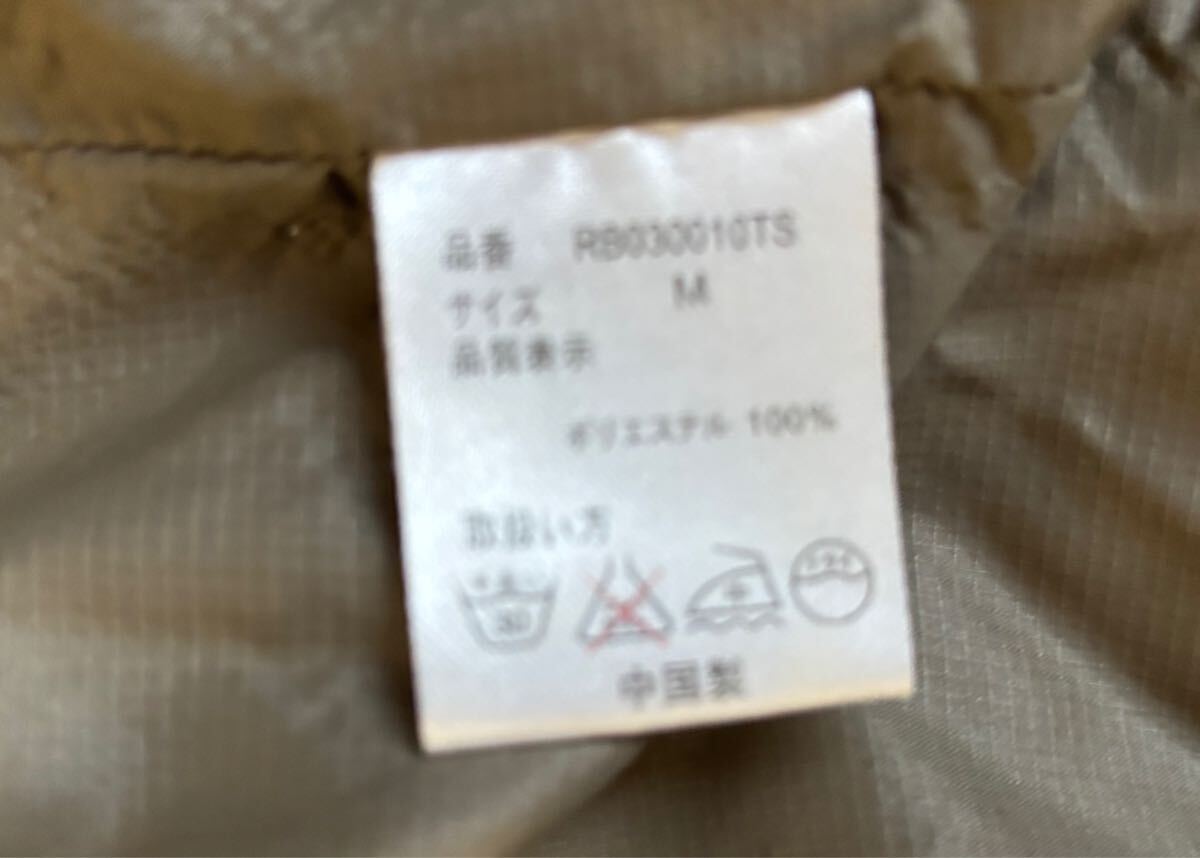 品番 RB030010TS
サイズ M
品質表示
ポリエステル 100%
取扱い方
30
中国製